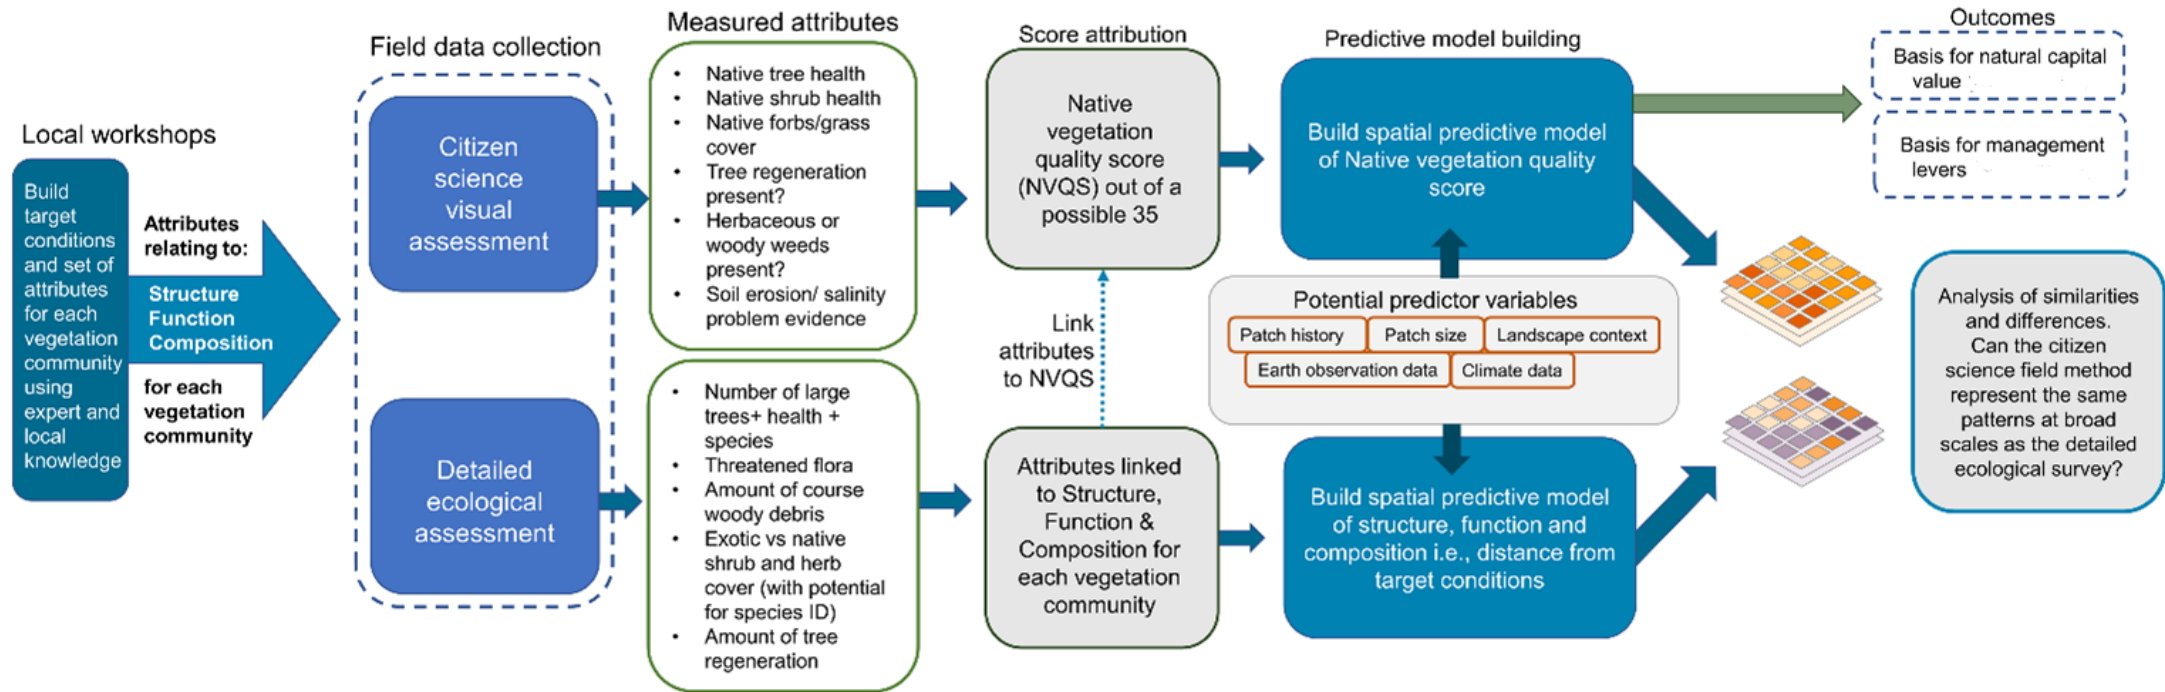 Local workshops
Build
target
conditions
and set of
attributes
for each
vegetation
community
using
expert and
local
knowledge
Attributes
relating to:
Structure
Function
Composition
for each
vegetation
community
Field data collection
Citizen
science
visual
assessment
Detailed
ecological
assessment
Measured attributes
• Native tree health
• Native shrub health
• Native forbs/grass
cover
• Tree regeneration
present?
• Herbaceous or
woody weeds
present?
• Soil erosion/ salinity
problem evidence
• Number of large
trees+ health +
species
• Threatened flora
• Amount of course
woody debris
• Exotic vs native
shrub and herb
cover (with potential
for species ID)
• Amount of tree
regeneration
Score attribution
Native
vegetation
quality score
(NVQS) out of a
possible 35
Link
attributes
to NVQS
Attributes linked
to Structure,
Function &
Composition for
each vegetation
community
Predictive model building
Build spatial predictive model
of Native vegetation quality
score
Potential predictor variables
Patch history
Patch size
Landscape context
Earth observation data
Climate data
Build spatial predictive model
of structure, function and
composition i.e., distance from
target conditions
Outcomes
Basis for natural capital
value
Basis for management
levers
Analysis of similarities
and differences.
Can the citizen
science field method
represent the same
patterns at broad
scales as the detailed
ecological survey?